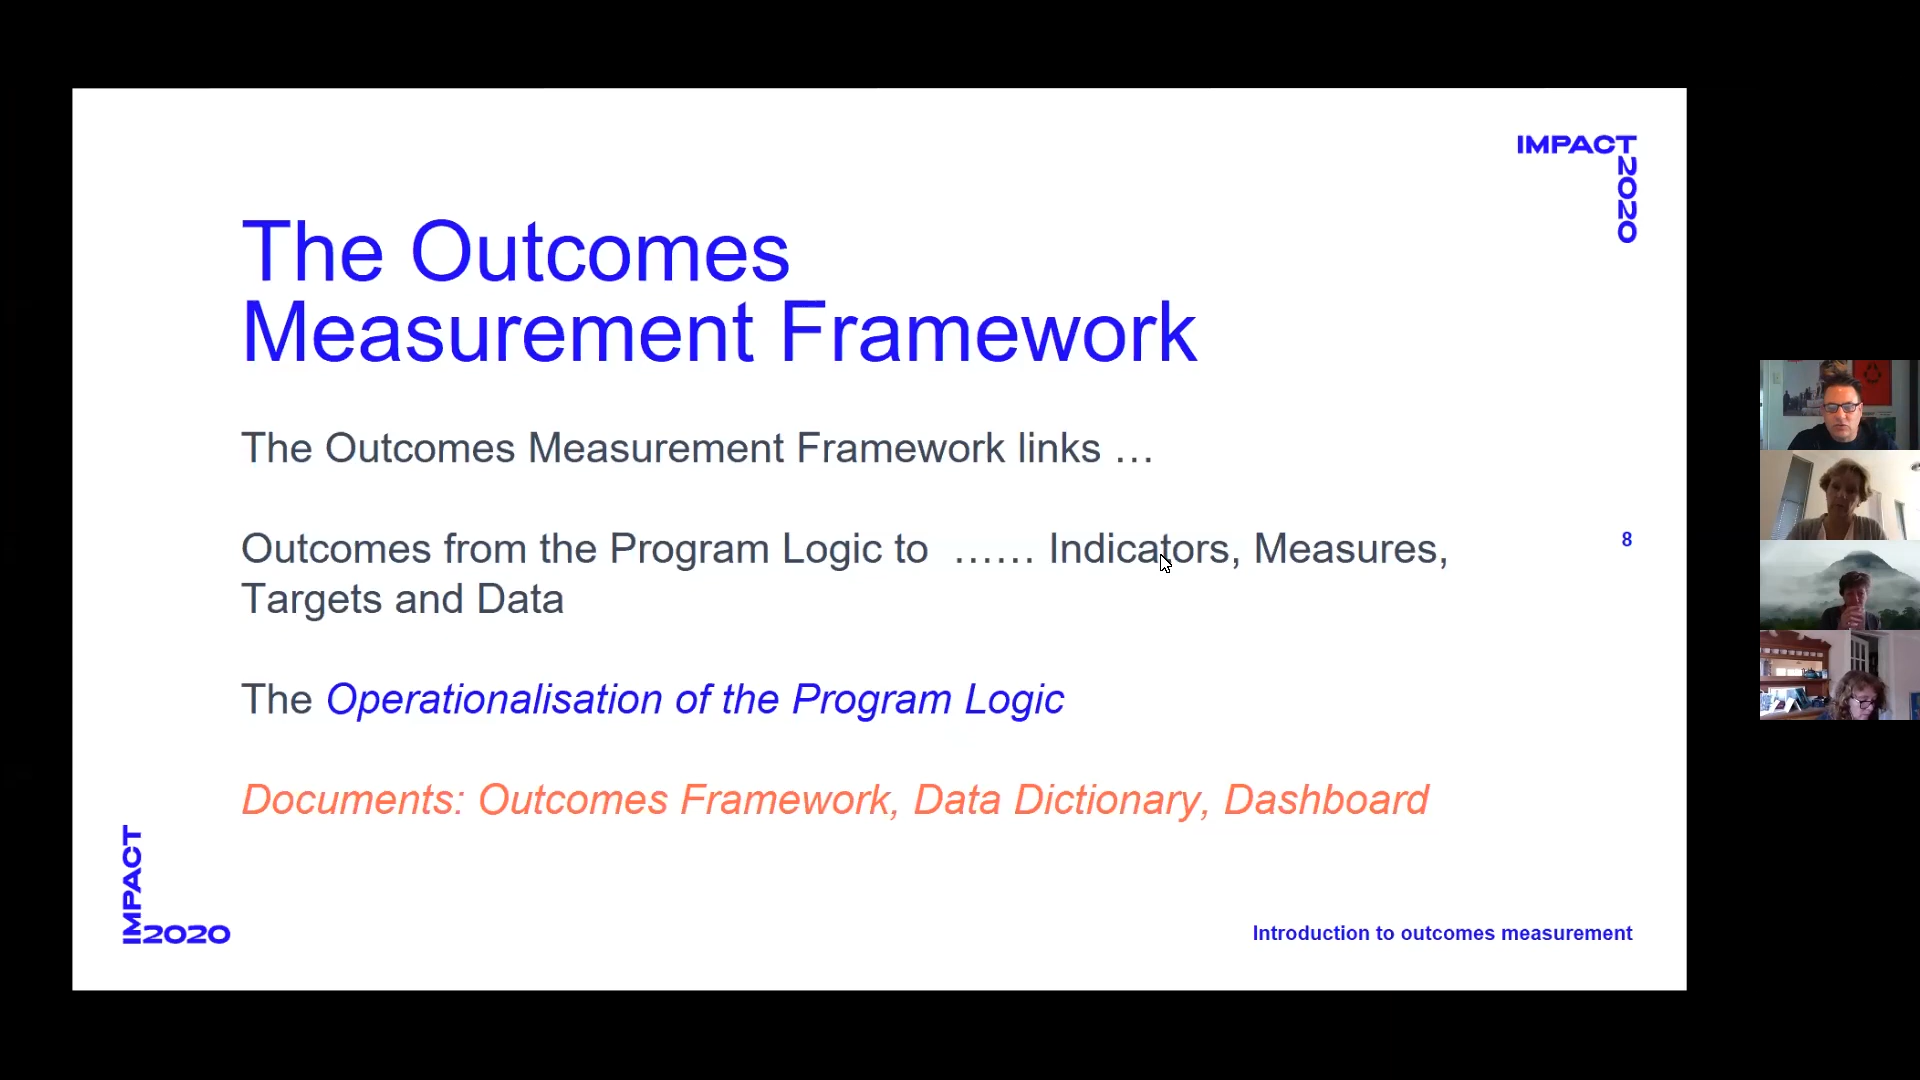 IMPACT
2020
The Outcomes
Measurement Framework
The Outcomes Measurement Framework links …
Outcomes from the Program Logic to …… Indicators, Measures,
Targets and Data
8
The Operationalisation of the Program Logic
Documents: Outcomes Framework, Data Dictionary, Dashboard
IMPACT
2020
Introduction to outcomes measurement